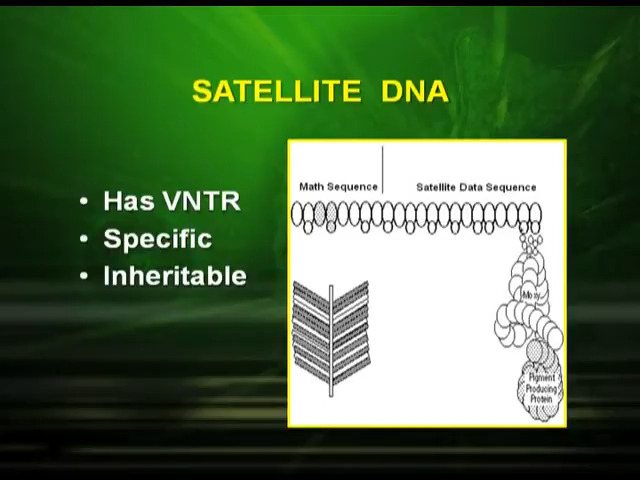 SATELLITE DNA
• Has VNTR
• Specific
• Inheritable
Math Sequence
Satellite Data Sequence
Pigment
Producing
Protein